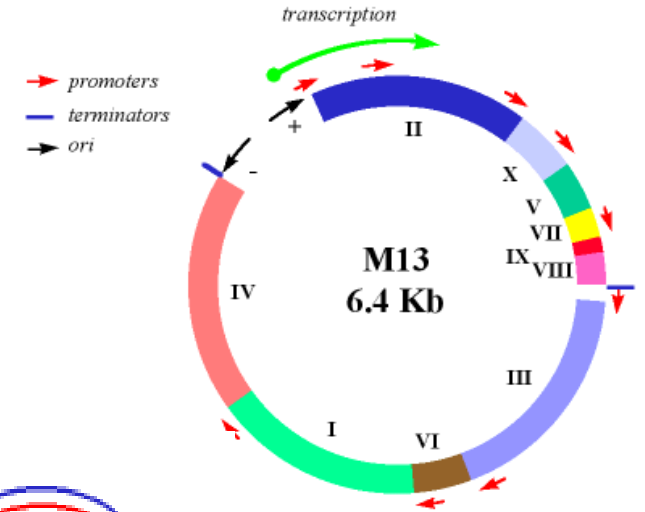 transcription
promoters
terminators
ori
+
-
II
X
V
VII
IX
VIII
M13
6.4 Kb
IV
III
I
VI